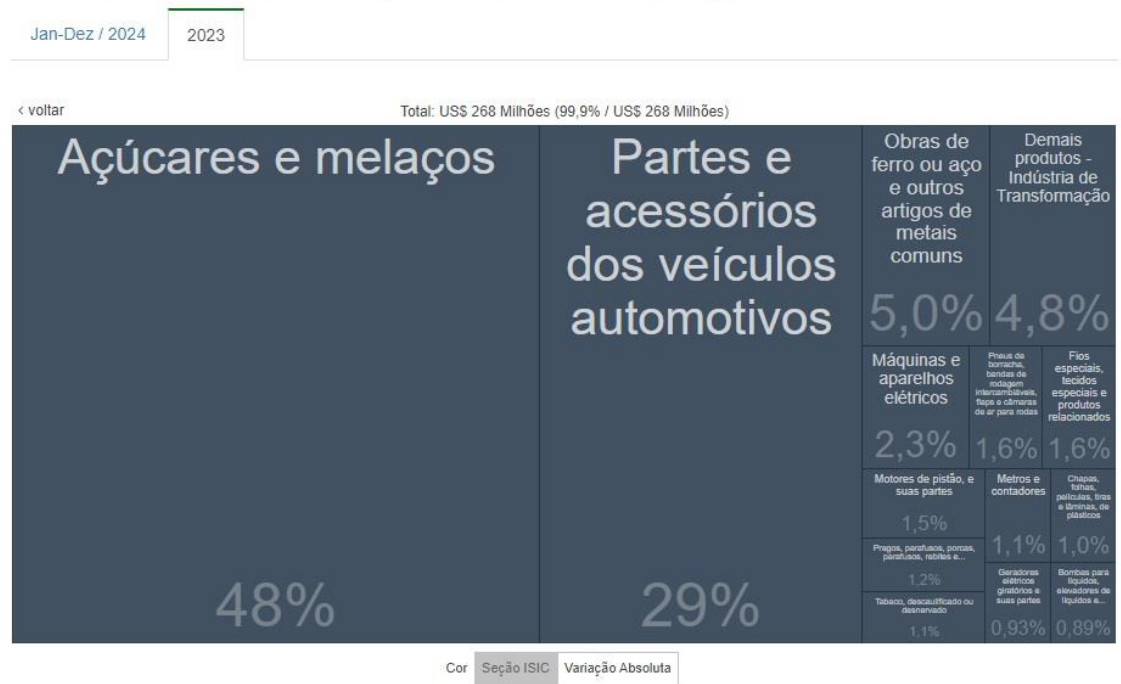 Jan-Dez / 2024
2023
< voltar
Total: US$ 268 Milhões (99,9% / US$ 268 Milhões)
Açúcares e melaços
48%
Partes e
acessórios
dos veículos
automotivos
29%
Obras de
ferro ou aço
e outros
artigos de
metais
comuns
5,0%
Demais
produtos -
Indústria de
Transformação
4,8%
Máquinas e
aparelhos
elétricos
2,3%
Pneus de
borracha,
bandas de
rodagem
intercambiáveis,
flaps e câmaras
de ar para rodas
1,6%
Fios
especiais,
tecidos
especiais e
produtos
relacionados
1,6%
Motores de pistão, e
suas partes
1,5%
Pregos, parafusos, porcas,
parafusos, rebites e...
1,2%
Tabaco, descaulificado ou
desnervado
1,1%
Metros e
contadores
1,1%
Chapas,
folhas,
películas, tiras
e lâminas, de
plásticos
1,0%
Geradores
elétricos
giratórios e
suas partes
0,93%
Bombas para
líquidos,
elevadores de
líquidos e...
0,89%
Cor
Seção ISIC
Variação Absoluta